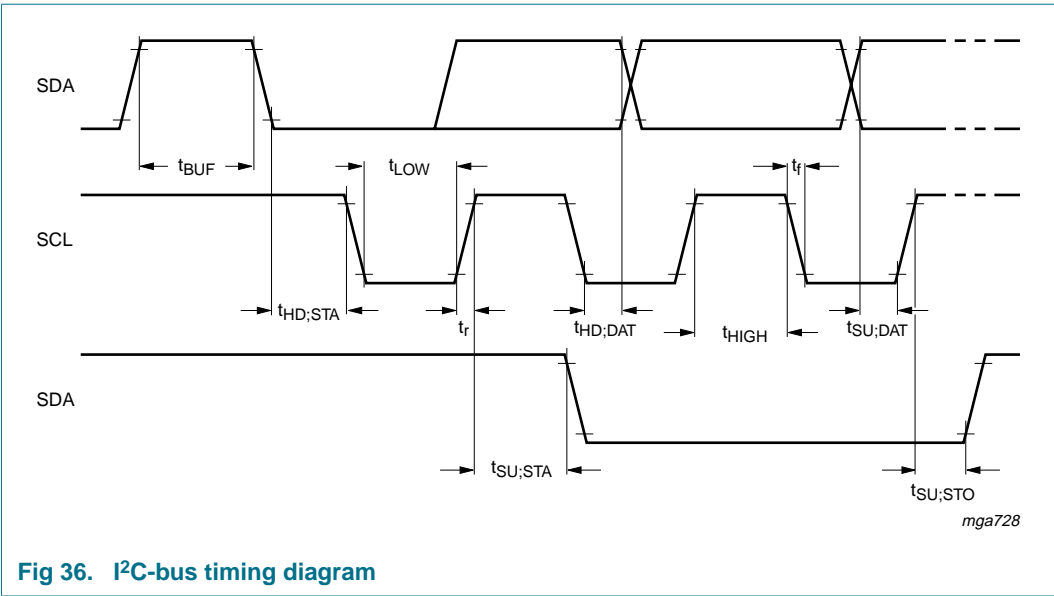 SDA
tBUF
tLOW
tf
SCL
tHD;STA
tr
tHD;DAT
tHIGH
tSU;DAT
SDA
tSU;STA
tSU;STO
mga728
Fig 36. I²C-bus timing diagram